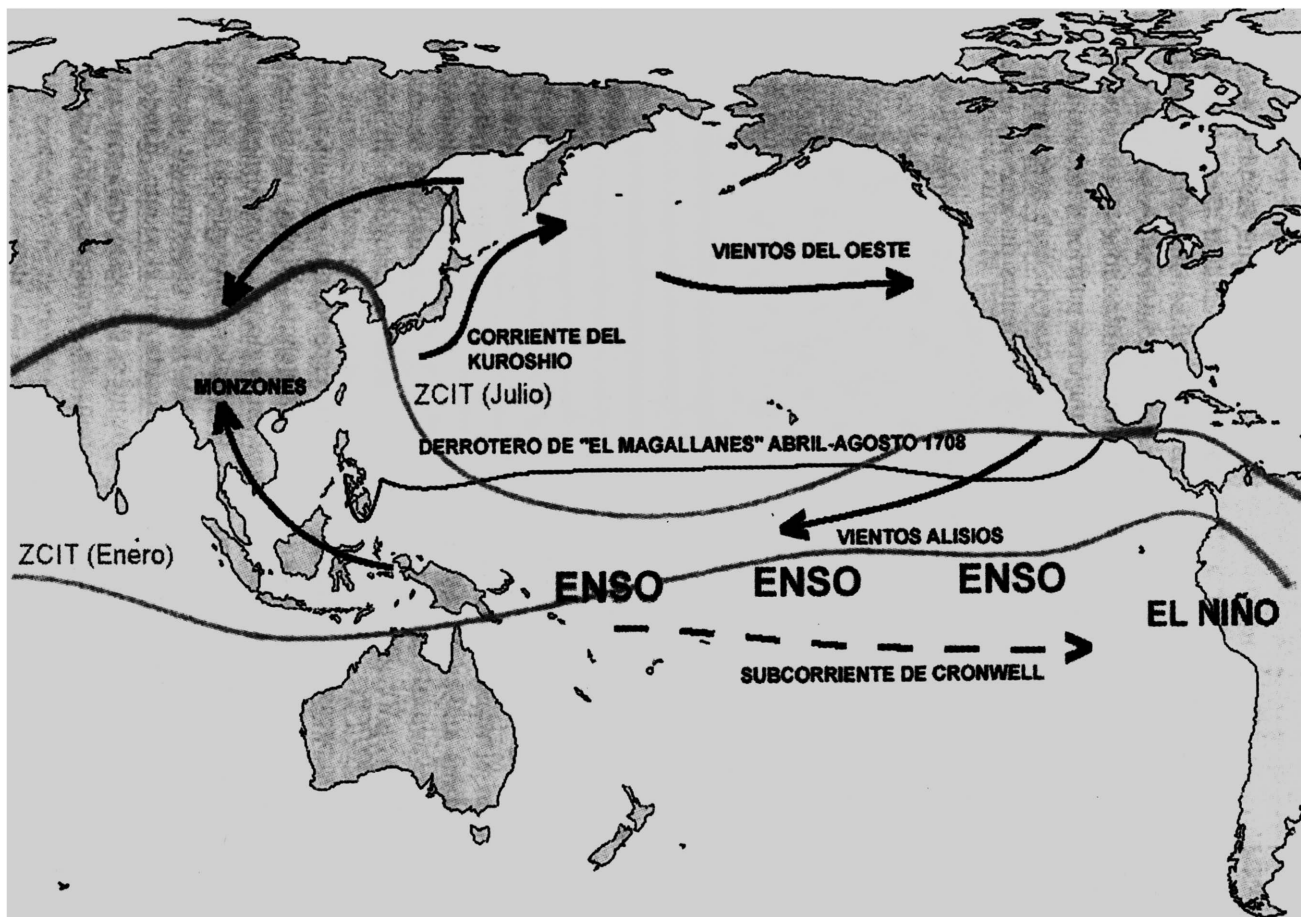 VIENTOS DEL OESTE
CORRIENTE DEL
KUROSHIO
MONZONES
ZCIT (Julio)
DERROTERO DE "EL MAGALLANES" ABRIL-AGOSTO 1708
VIENTOS ALISIOS
ZCIT (Enero)
ENSO
ENSO
ENSO
EL NIÑO
SUBCORRIENTE DE CRONWELL